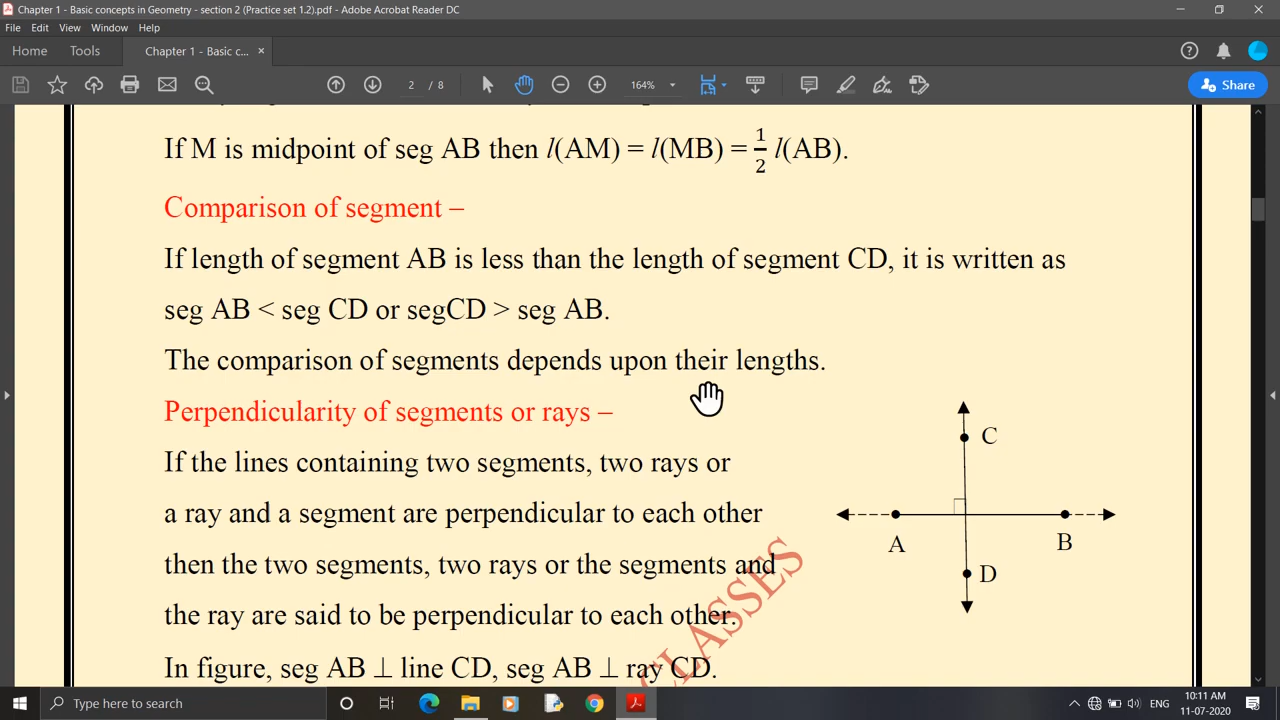 Chapter 1 - Basic concepts in Geometry - section 2 (Practice set 1.2).pdf - Adobe Acrobat Reader DC
File Edit View Window Help
Home Tools Chapter 1 - Basic c... ×
2 / 8 164% Share
If M is midpoint of seg AB then l(AM) = l(MB) = 1/2 l(AB).
Comparison of segment –
If length of segment AB is less than the length of segment CD, it is written as
seg AB < seg CD or segCD > seg AB.
The comparison of segments depends upon their lengths.
Perpendicularity of segments or rays –
If the lines containing two segments, two rays or
a ray and a segment are perpendicular to each other
then the two segments, two rays or the segments and
the ray are said to be perpendicular to each other.
In figure, seg AB ⊥ line CD, seg AB ⊥ ray CD.
C
A
B
D
CLASSES
Type here to search
ENG
10:11 AM
11-07-2020